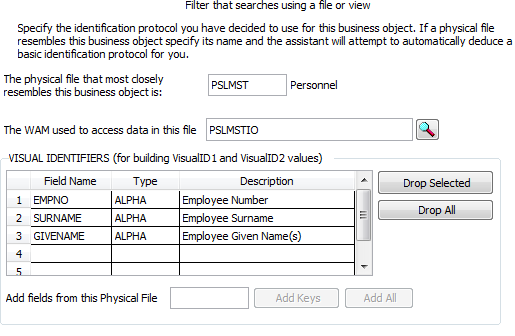 Filter that searches using a file or view
Specify the identification protocol you have decided to use for this business object. If a physical file
resembles this business object specify its name and the assistant will attempt to automatically deduce a
basic identification protocol for you.
The physical file that most closely
resembles this business object is: PSLMST Personnel
The WAM used to access data in this file PSLMSTIO
VISUAL IDENTIFIERS (for building VisualID1 and VisualID2 values)
Field Name Type Description
1 EMPNO ALPHA Employee Number
2 SURNAME ALPHA Employee Surname
3 GIVENAME ALPHA Employee Given Name(s)
4
5
Drop Selected
Drop All
Add fields from this Physical File Add Keys Add All